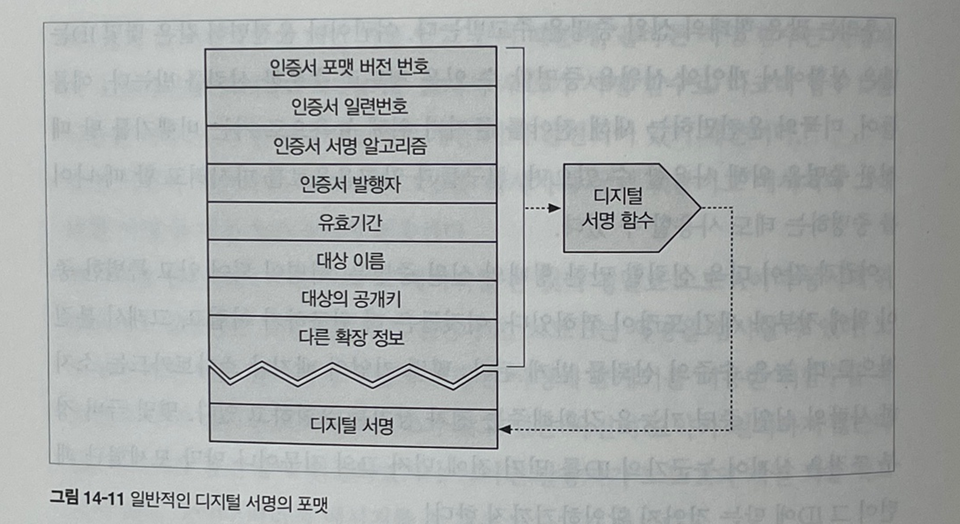 인증서 포맷 버전 번호
인증서 일련번호
인증서 서명 알고리즘
인증서 발행자
유효기간
대상 이름
대상의 공개키
다른 확장 정보
디지털 서명
디지털
서명 함수
그림 14-11 일반적인 디지털 서명의 포맷